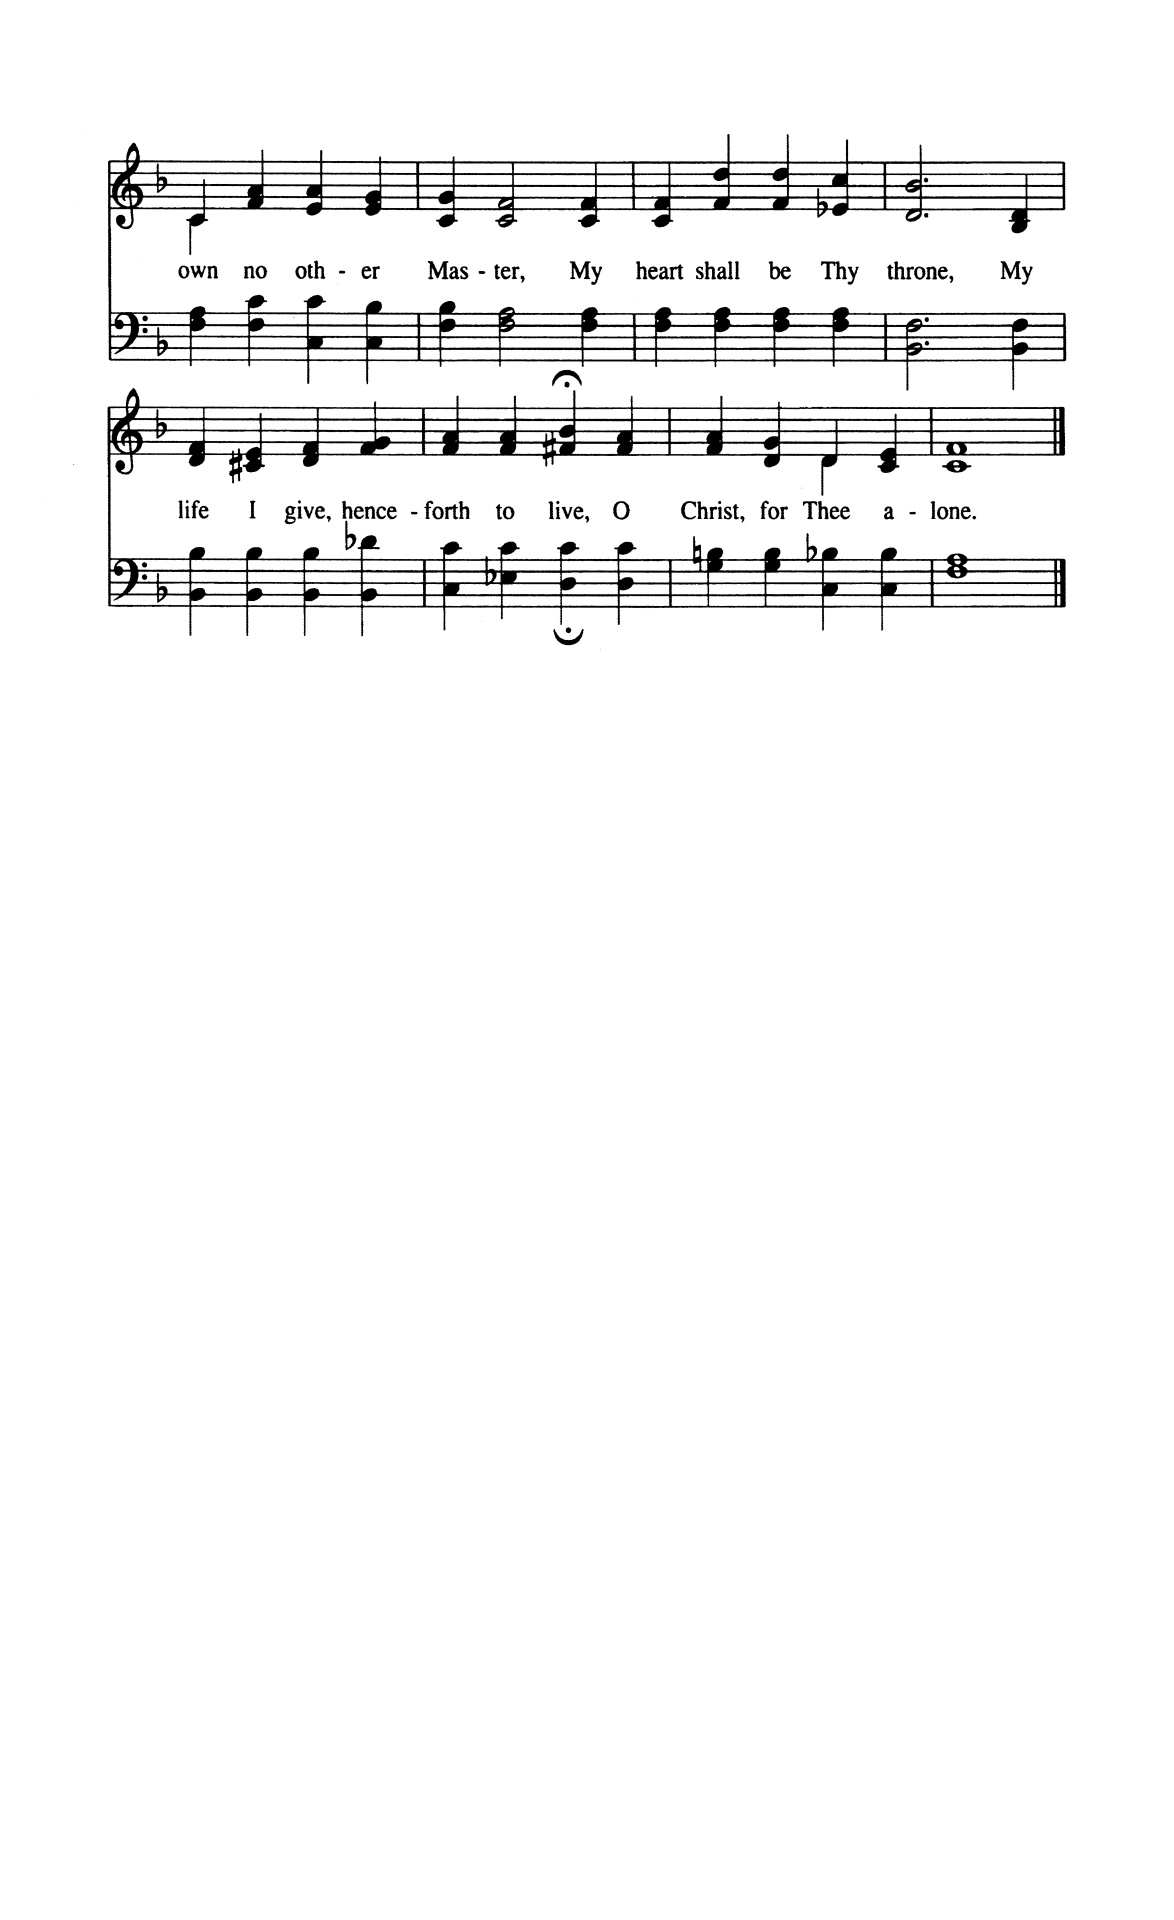 own no oth - er Mas - ter, My heart shall be Thy throne, My
life I give, hence - forth to live, O Christ, for Thee a - lone.